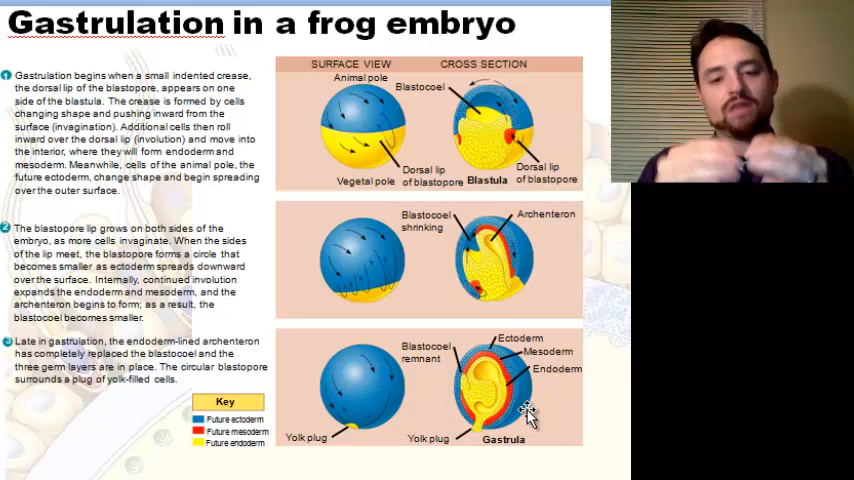 Gastrulation in a frog embryo
1 Gastrulation begins when a small indented crease,
the dorsal lip of the blastopore, appears on one
side of the blastula. The crease is formed by cells
changing shape and pushing inward from the
surface (invagination). Additional cells then roll
inward over the dorsal lip (involution) and move into
the interior, where they will form endoderm and
mesoderm. Meanwhile, cells of the animal pole, the
future ectoderm, change shape and begin spreading
over the outer surface.
2 The blastopore lip grows on both sides of the
embryo, as more cells invaginate. When the sides
of the lip meet, the blastopore forms a circle that
becomes smaller as ectoderm spreads downward
over the surface. Internally, continued involution
expands the endoderm and mesoderm, and the
archenteron begins to form; as a result, the
blastocoel becomes smaller.
3 Late in gastrulation, the endoderm-lined archenteron
has completely replaced the blastocoel and the
three germ layers are in place. The circular blastopore
surrounds a plug of yolk-filled cells.
Key
Future ectoderm
Future mesoderm
Future endoderm
SURFACE VIEW
CROSS SECTION
Animal pole
Blastocoel
Dorsal lip
of blastopore
Vegetal pole
Blastula
Dorsal lip
of blastopore
Blastocoel
shrinking
Archenteron
Blastocoel
remnant
Ectoderm
Mesoderm
Endoderm
Yolk plug
Yolk plug
Gastrula